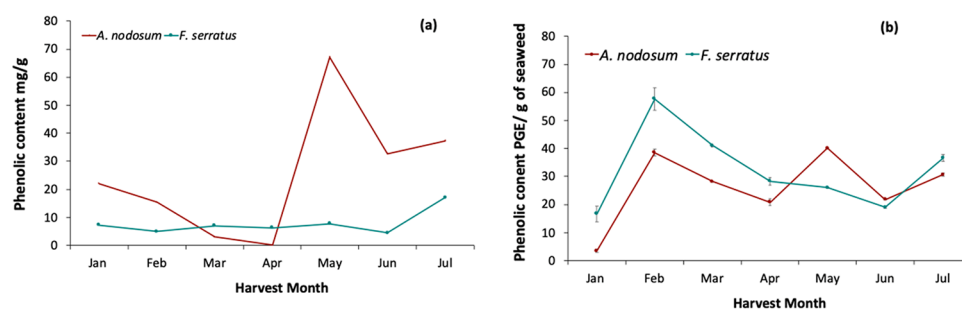 (a)
A. nodosum F. serratus
Phenolic content mg/g
80
70
60
50
40
30
20
10
0
Jan Feb Mar Apr May Jun Jul
Harvest Month
(b)
A. nodosum F. serratus
Phenolic conent PGE/ g of seaweed
80
70
60
50
40
30
20
10
0
Jan Feb Mar Apr May Jun Jul
Harvest Month